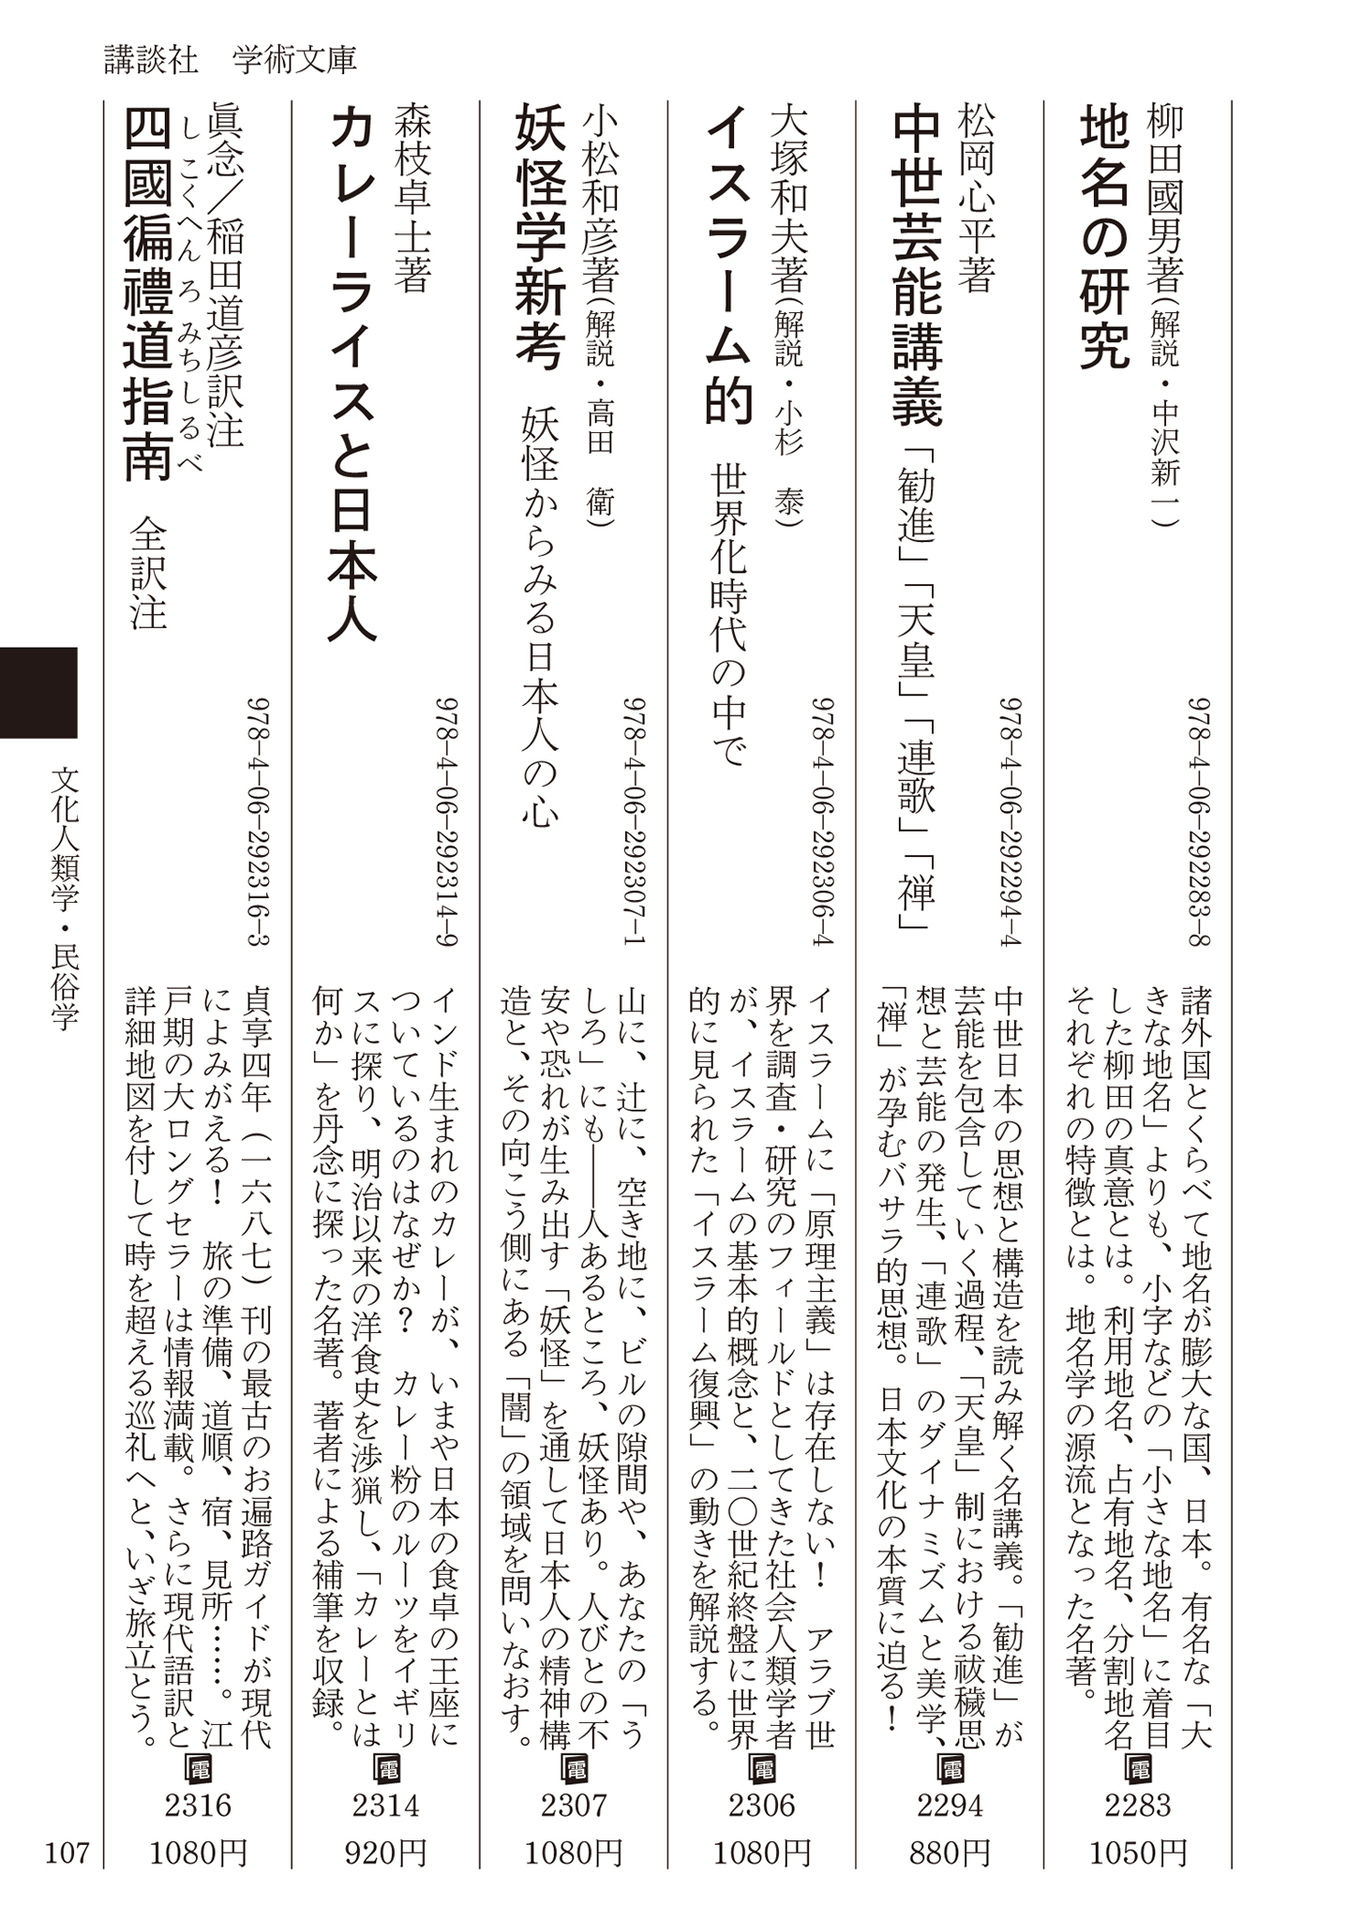 講談社　学術文庫
柳田國男著（解説・中沢新一）
地名の研究
978-4-06-292283-8
諸外国とくらべて地名が膨大な国、日本。有名な「大
きな地名」よりも、小字などの「小さな地名」に着目
した柳田の真意とは。利用地名、占有地名、分割地名
それぞれの特徴とは。地名学の源流となった名著。
電
2283
1050円
松岡心平著
中世芸能講義「勧進」「天皇」「連歌」「禅」
978-4-06-292294-4
中世日本の思想と構造を読み解く名講義。「勧進」が
芸能を包含していく過程、「天皇」制における祓穢思
想と芸能の発生、「連歌」のダイナミズムと美学、
「禅」が孕むバサラ的思想。日本文化の本質に迫る！
電
2294
880円
大塚和夫著（解説・小杉　泰）
イスラーム的　世界化時代の中で
978-4-06-292306-4
イスラームに「原理主義」は存在しない！　アラブ世
界を調査・研究のフィールドとしてきた社会人類学者
が、イスラームの基本的概念と、二〇世紀終盤に世界
的に見られた「イスラーム復興」の動きを解説する。
電
2306
1080円
小松和彦著（解説・高田　衛）
妖怪学新考　妖怪からみる日本人の心
978-4-06-292307-1
山に、辻に、空き地に、ビルの隙間や、あなたの「う
しろ」にも――人あるところ、妖怪あり。人びとの不
安や恐れが生み出す「妖怪」を通して日本人の精神構
造と、その向こう側にある「闇」の領域を問いなおす。
電
2307
1080円
森枝卓士著
カレーライスと日本人
978-4-06-292314-9
インド生まれのカレーが、いまや日本の食卓の王座に
ついているのはなぜか？　カレー粉のルーツをイギリ
スに探り、明治以来の洋食史を渉猟し、「カレーとは
何か」を丹念に探った名著。著者による補筆を収録。
電
2314
920円
眞念／稲田道彦訳注
しこくへんろみちしるべ
四國徧禮道指南　全訳注
978-4-06-292316-3
貞享四年（一六八七）刊の最古のお遍路ガイドが現代
によみがえる！　旅の準備、道順、宿、見所……。江
戸期の大ロングセラーは情報満載。さらに現代語訳と
詳細地図を付して時を超える巡礼へと、いざ旅立とう。
電
2316
1080円
文化人類学・民俗学
107